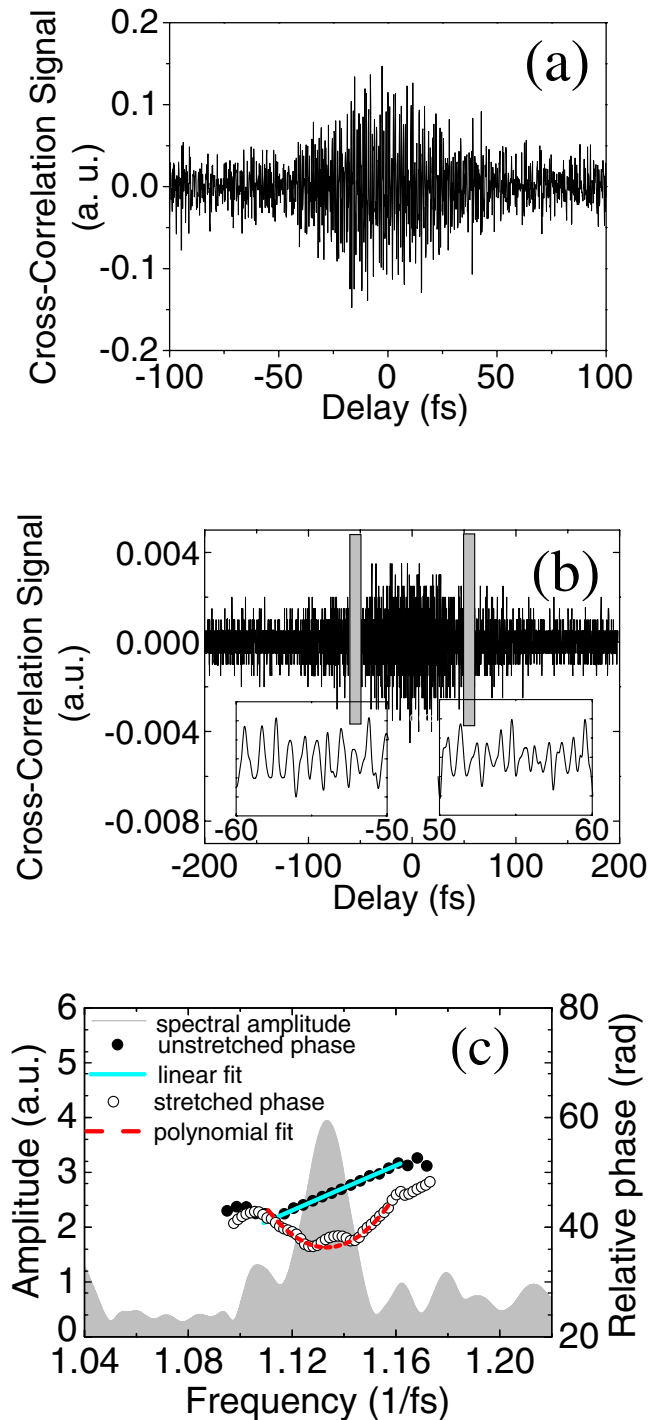 Cross-Correlation Signal
(a. u.)
0.2
0.1
0.0
-0.1
-0.2
(a)
-100 -50 0 50 100
Delay (fs)
Cross-Correlation Signal
(a.u.)
0.004
0.000
-0.004
-0.008
(b)
-60 -50
50 60
-200 -100 0 100 200
Delay (fs)
Amplitude (a.u.)
6
5
4
3
2
1
0
spectral amplitude
unstretched phase
linear fit
stretched phase
polynomial fit
(c)
80
60
40
20
Relative phase (rad)
1.04 1.08 1.12 1.16 1.20
Frequency (1/fs)